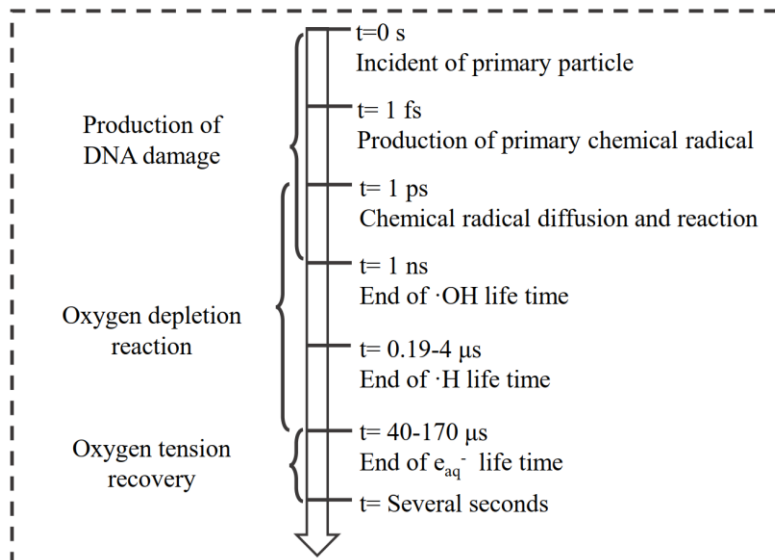 t=0 s
Incident of primary particle
t= 1 fs
Production of primary chemical radical
Production of
DNA damage
t= 1 ps
Chemical radical diffusion and reaction
t= 1 ns
End of ·OH life time
Oxygen depletion
reaction
t= 0.19-4 μs
End of ·H life time
t= 40-170 μs
End of eaq- life time
Oxygen tension
recovery
t= Several seconds